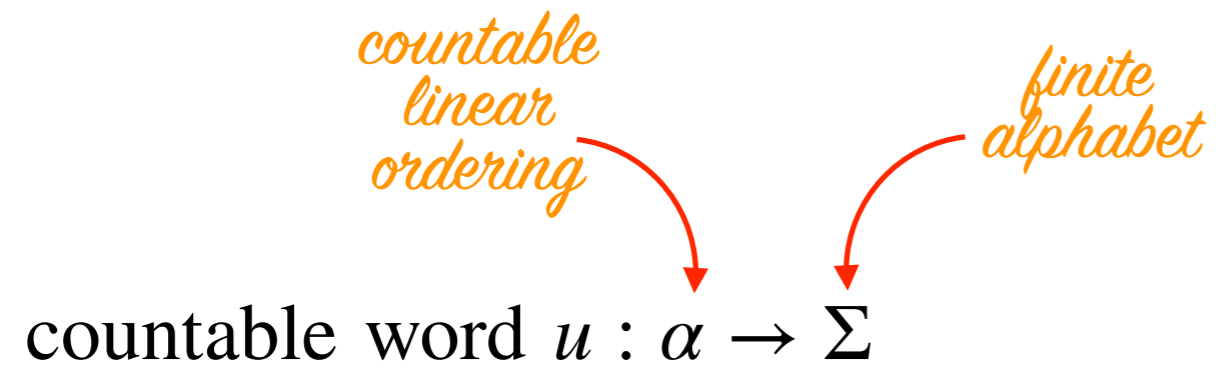 countable
linear
ordering
finite
alphabet
countable word u : α → Σ